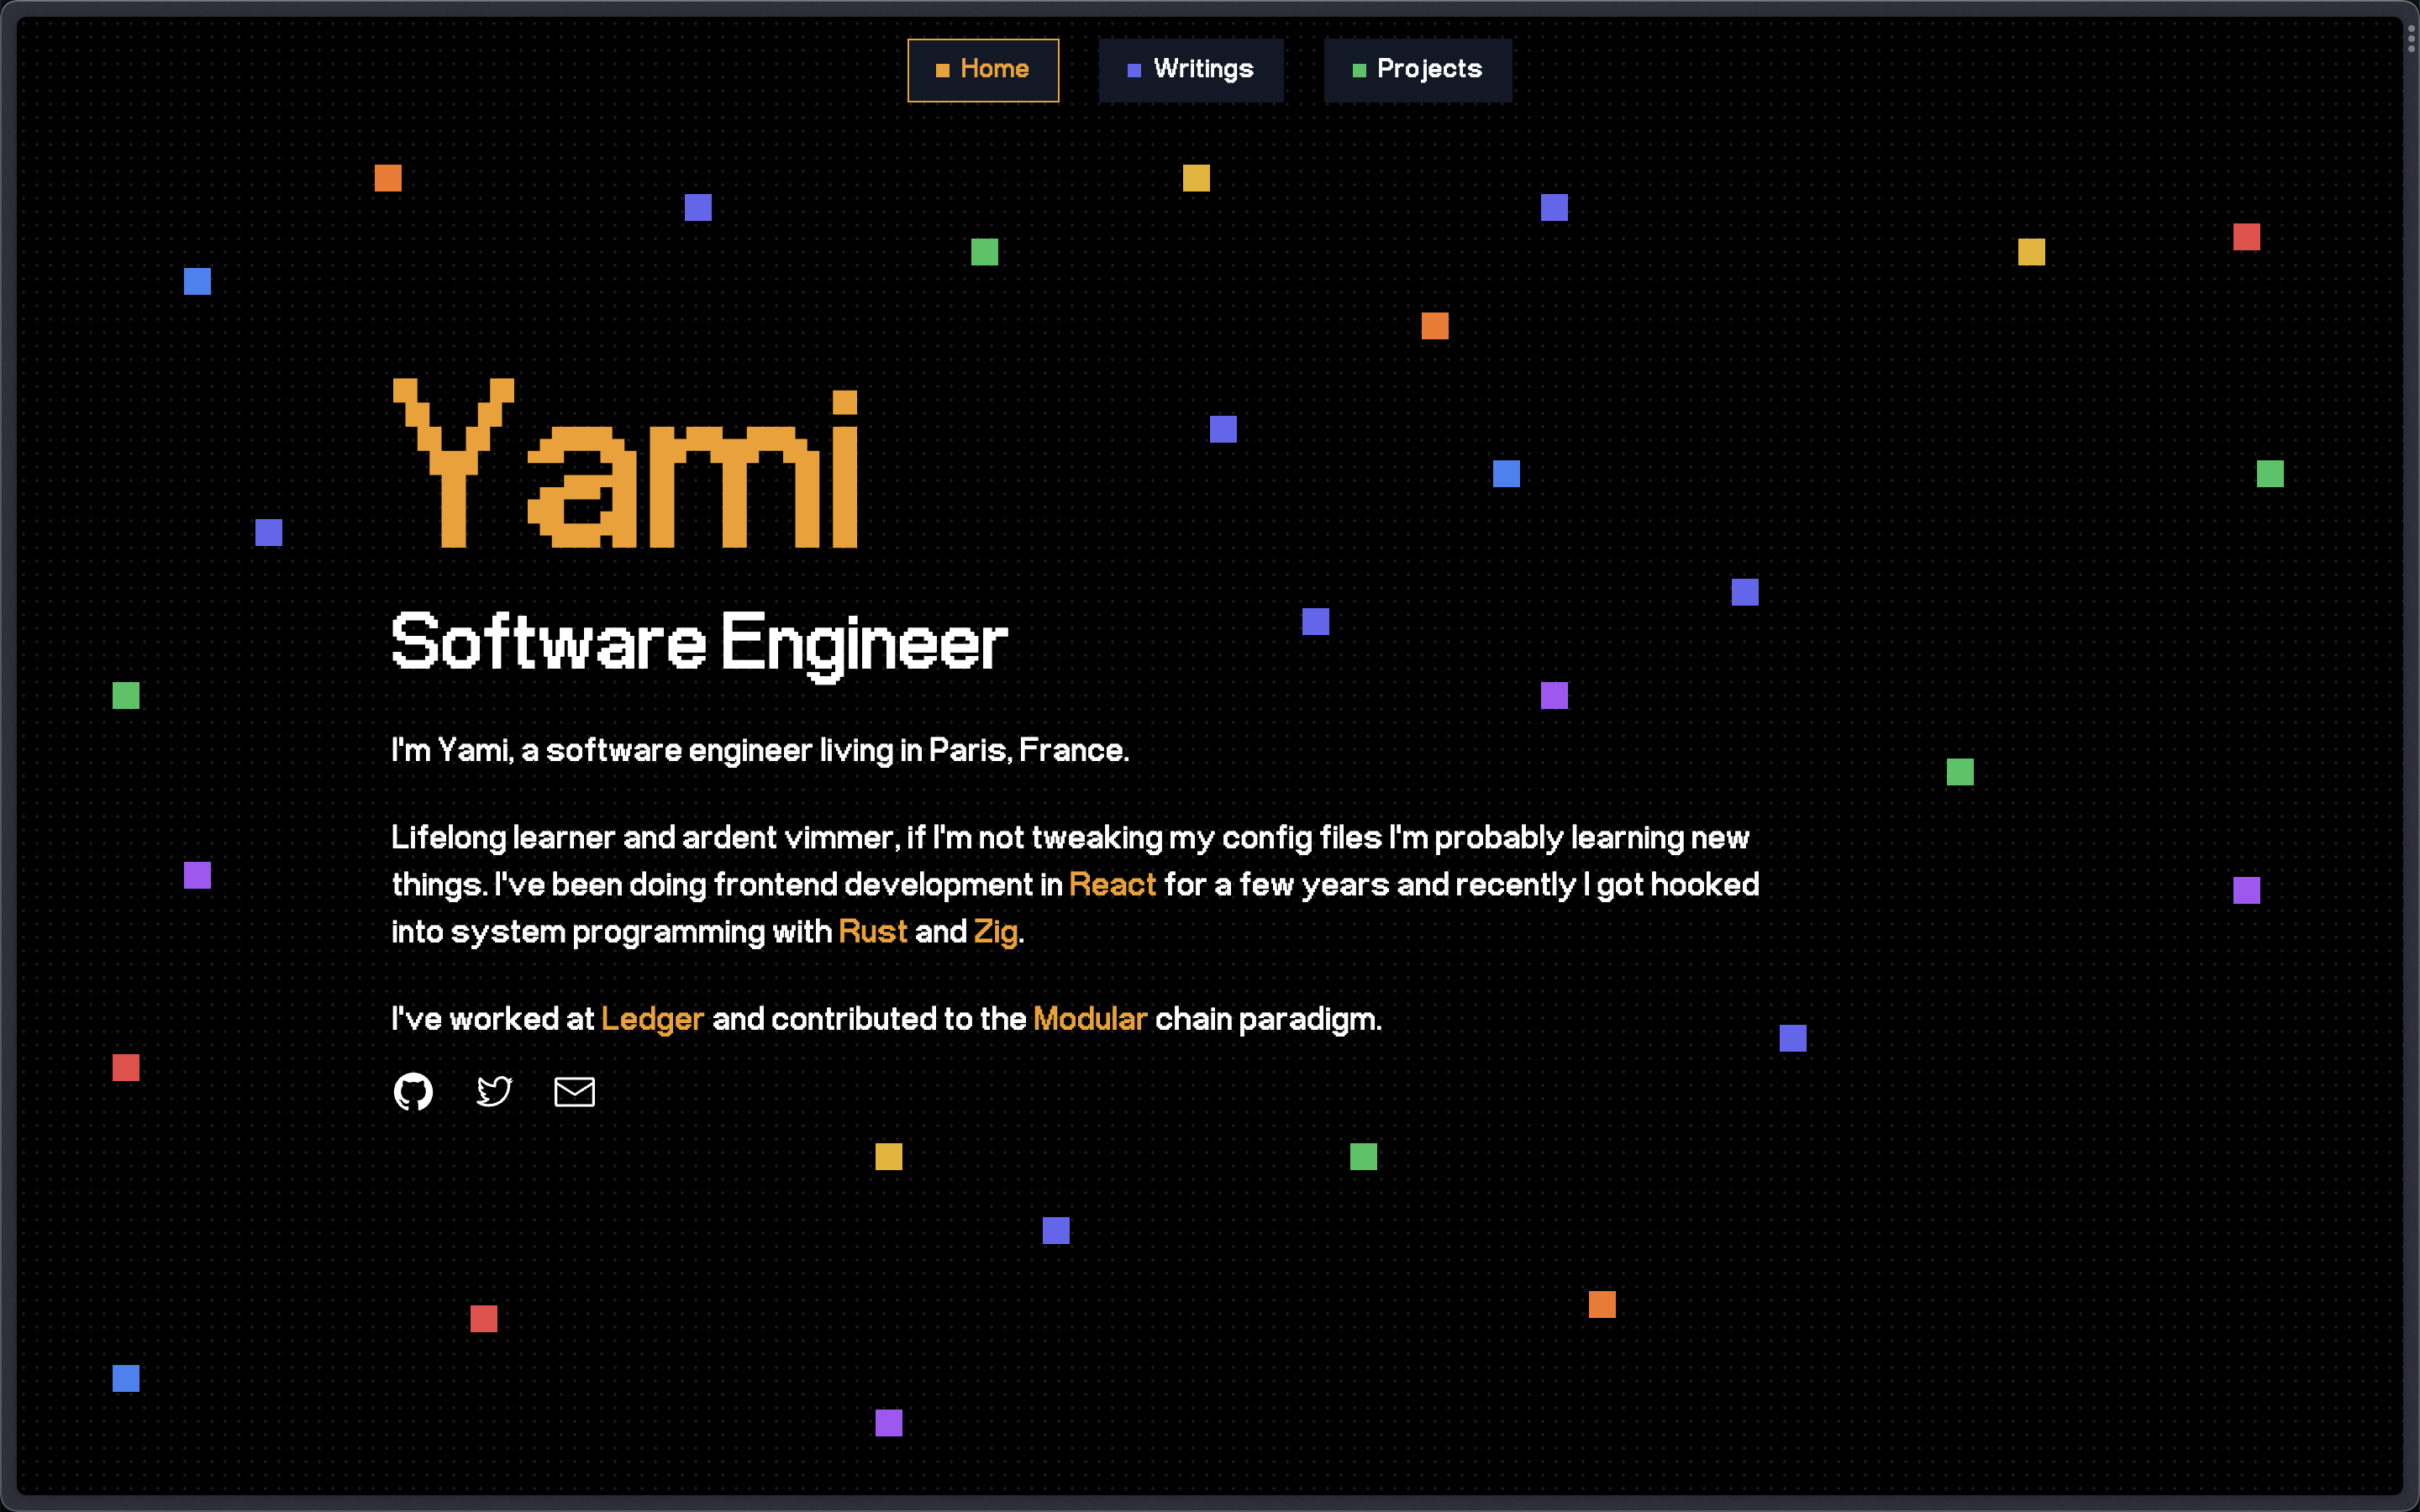 Home
Writings
Projects
Yami
Software Engineer
I'm Yami, a software engineer living in Paris, France.
Lifelong learner and ardent vimmer, if I'm not tweaking my config files I'm probably learning new
things. I've been doing frontend development in React for a few years and recently I got hooked
into system programming with Rust and Zig.
I've worked at Ledger and contributed to the Modular chain paradigm.